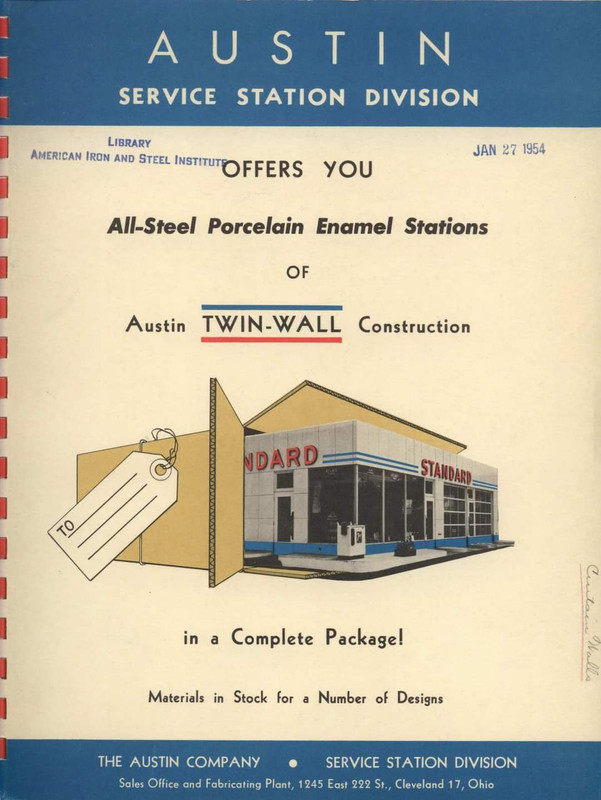 AUSTIN
SERVICE STATION DIVISION
LIBRARY
AMERICAN IRON AND STEEL INSTITUTE
JAN 27 1954
OFFERS YOU
All-Steel Porcelain Enamel Stations
OF
Austin TWIN-WALL Construction
NDARD
STANDARD
TO
Curtain Walls
in a Complete Package!
Materials in Stock for a Number of Designs
THE AUSTIN COMPANY • SERVICE STATION DIVISION
Sales Office and Fabricating Plant, 1245 East 222 St., Cleveland 17, Ohio